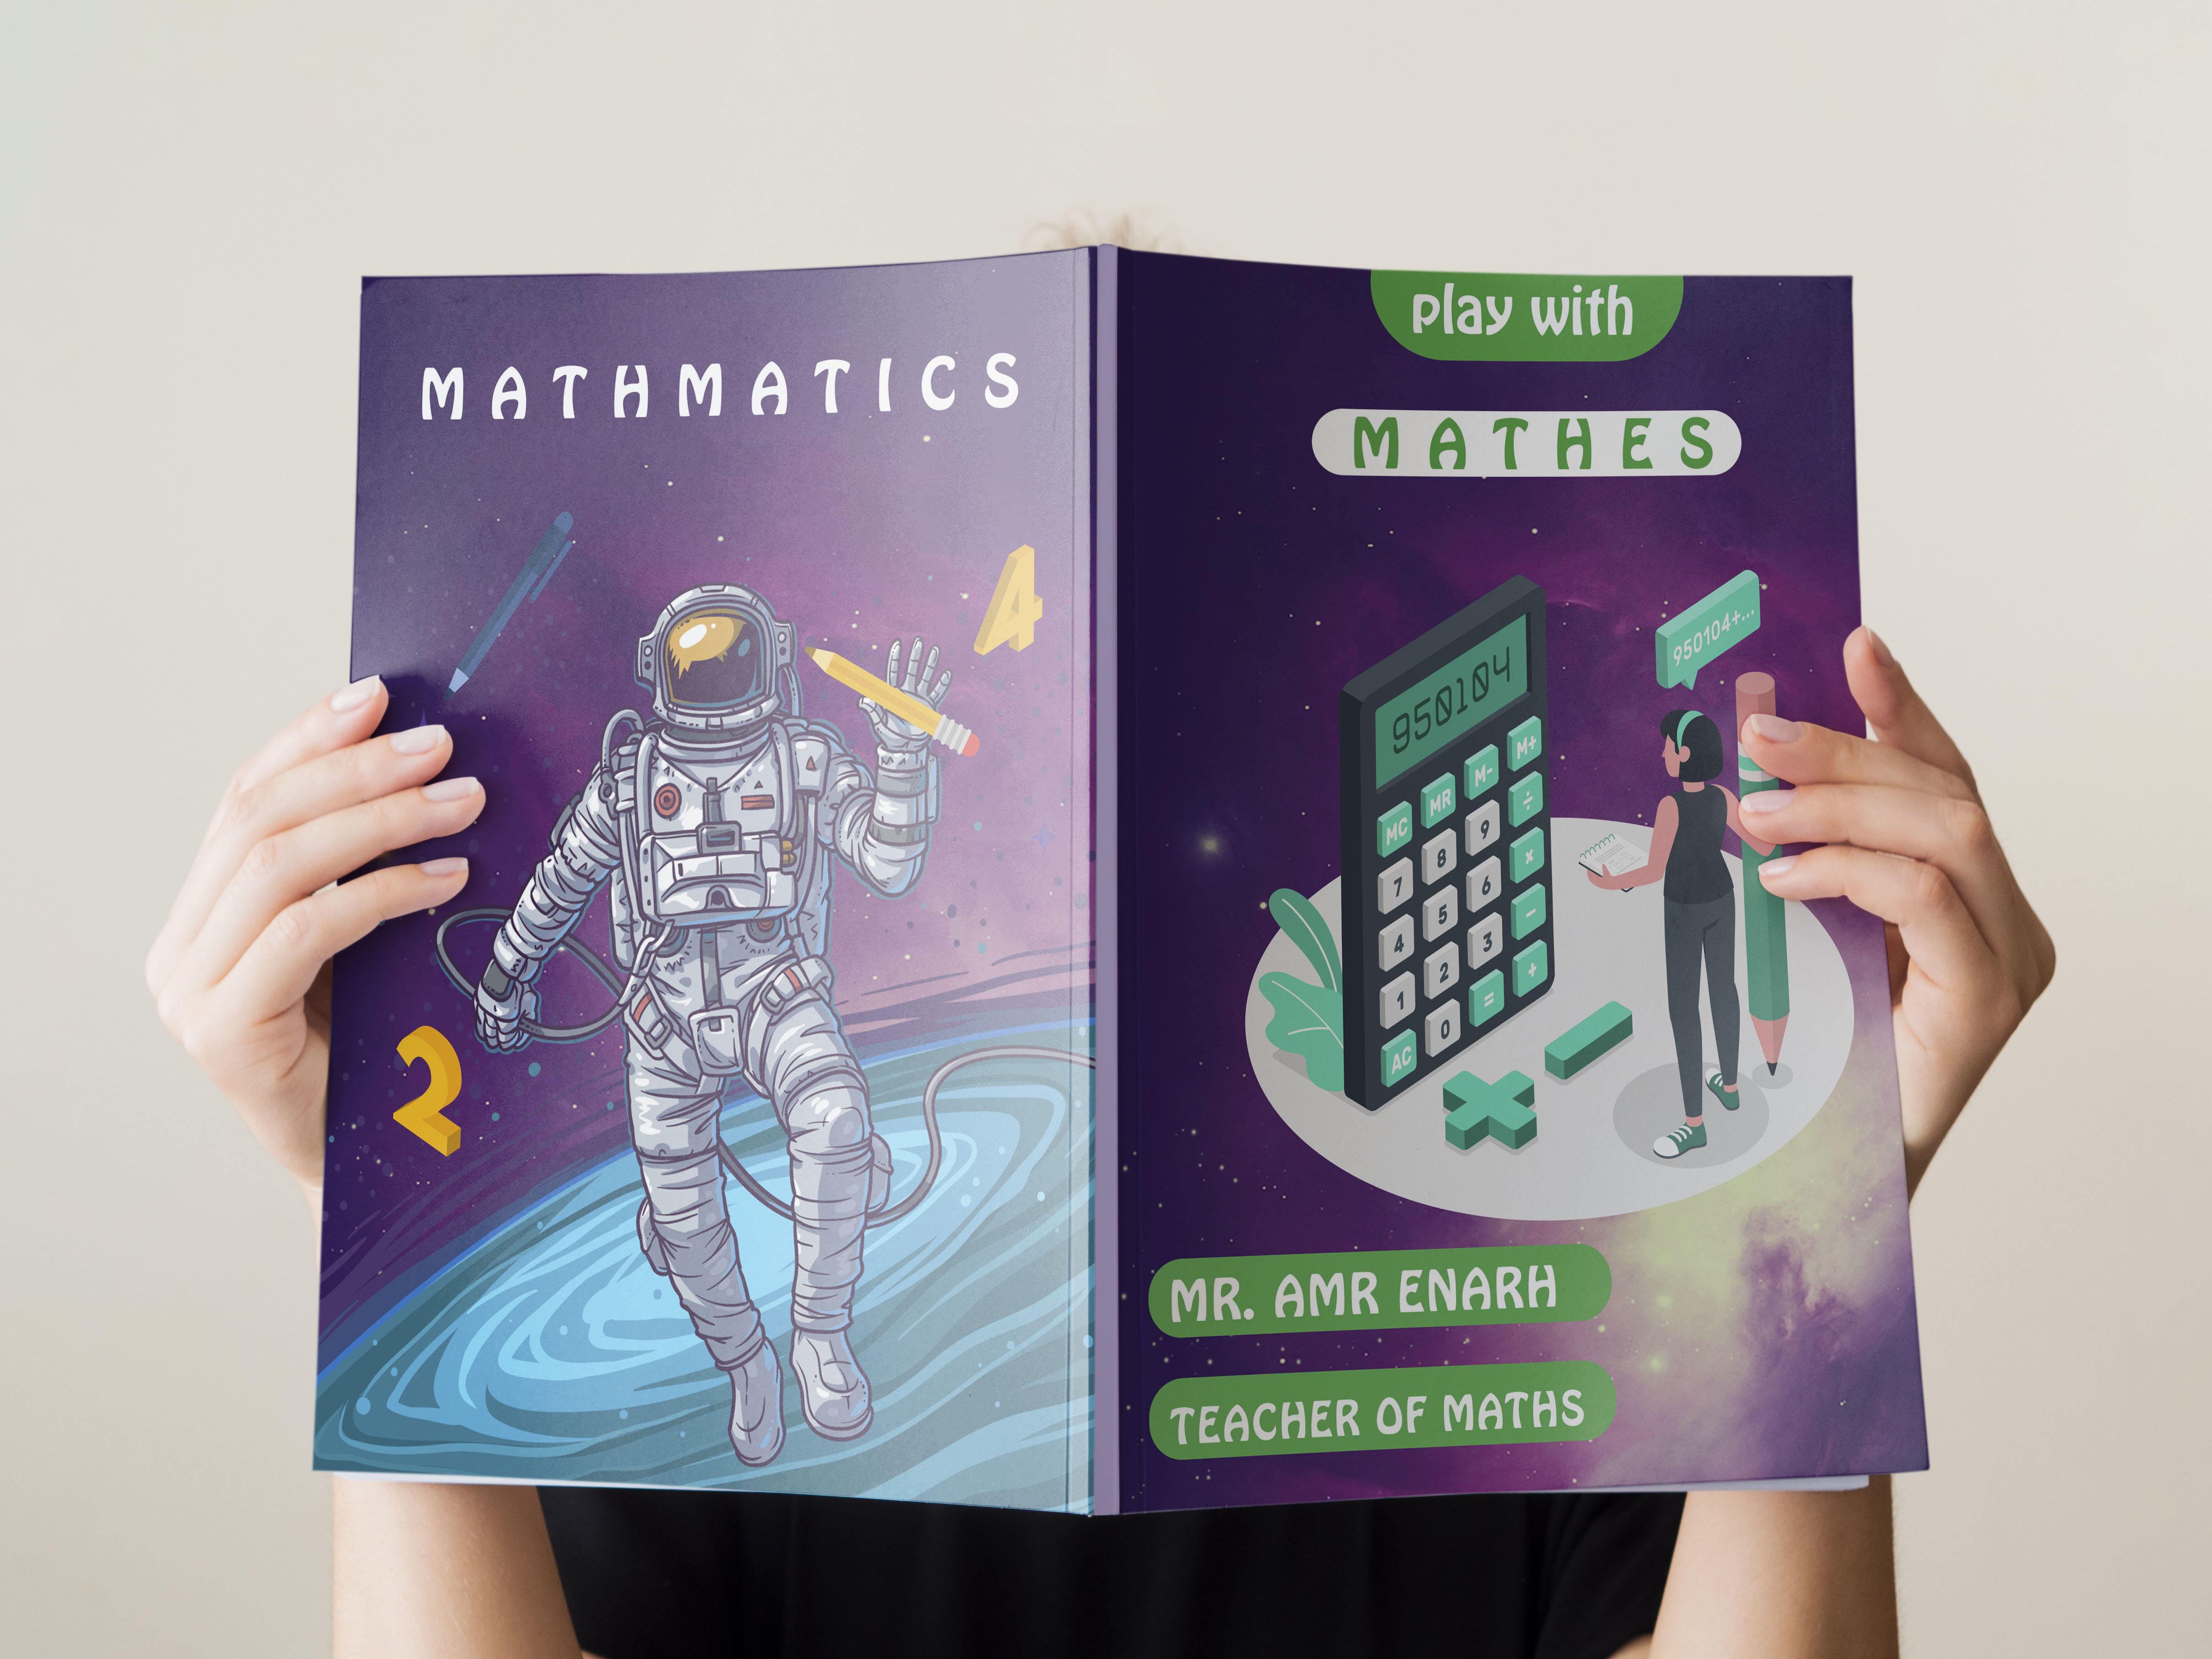 MATHMATICS
4
2
play with
MATHES
950104+...
950104
MC MR M- M+
7 8 9 ÷
4 5 6 x
1 2 3 -
AC 0 = +
MR. AMR ENARH
TEACHER OF MATHS